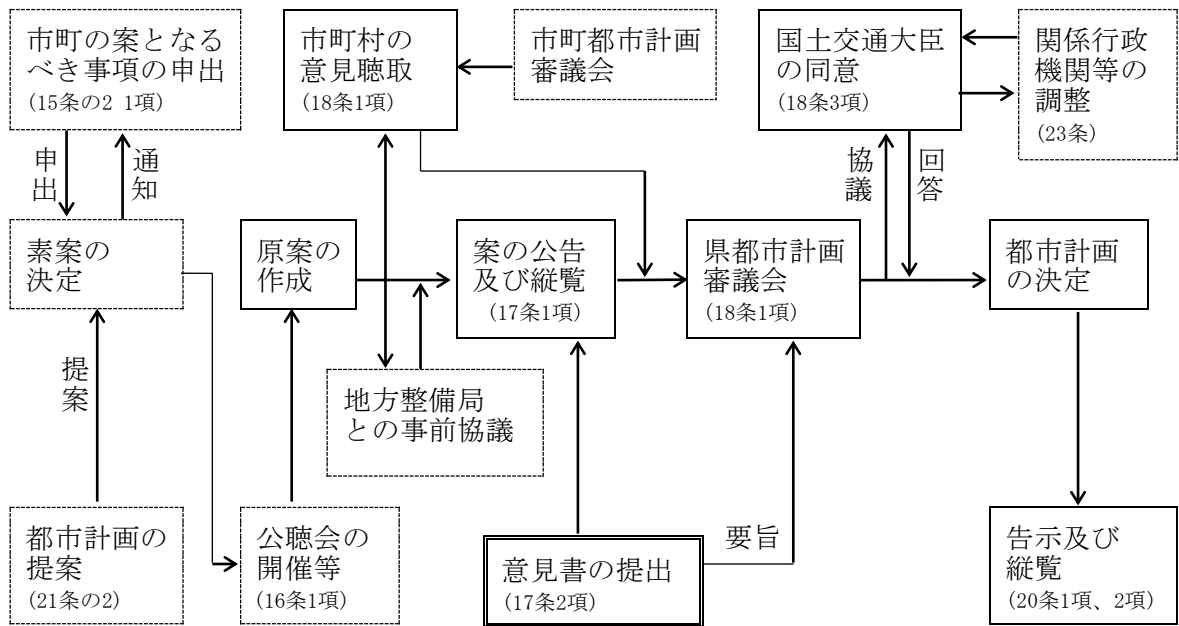 市町の案となる
べき事項の申出
(15条の2 1項)
市町村の
意見聴取
(18条1項)
市町都市計画
審議会
国土交通大臣
の同意
(18条3項)
関係行政
機関等の
調整
(23条)
申出
通知
協議
回答
素案の
決定
原案の
作成
案の公告
及び縦覧
(17条1項)
県都市計画
審議会
(18条1項)
都市計画
の決定
提案
地方整備局
との事前協議
都市計画の
提案
(21条の2)
公聴会の
開催等
(16条1項)
意見書の提出
(17条2項)
要旨
告示及び
縦覧
(20条1項、2項)